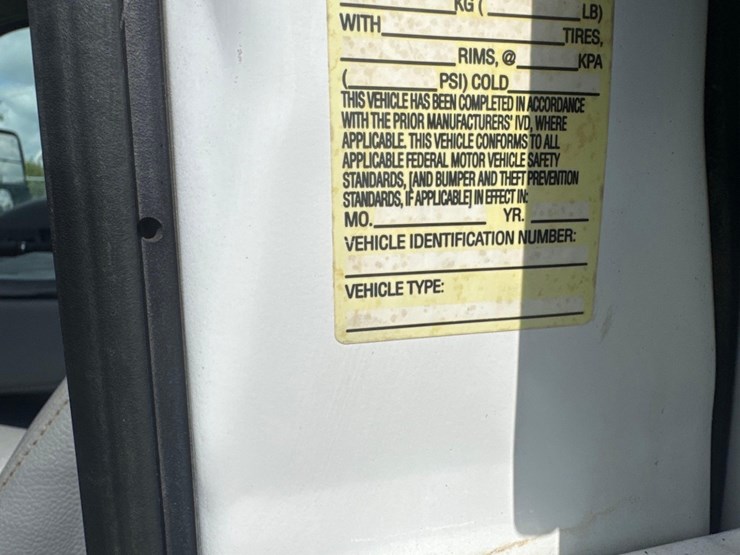 KG ( LB)
WITH TIRES,
RIMS, @ KPA
( PSI) COLD
THIS VEHICLE HAS BEEN COMPLETED IN ACCORDANCE
WITH THE PRIOR MANUFACTURERS' IVD, WHERE
APPLICABLE. THIS VEHICLE CONFORMS TO ALL
APPLICABLE FEDERAL MOTOR VEHICLE SAFETY
STANDARDS, [AND BUMPER AND THEFT PREVENTION
STANDARDS, IF APPLICABLE] IN EFFECT IN:
MO. YR.
VEHICLE IDENTIFICATION NUMBER:
VEHICLE TYPE: